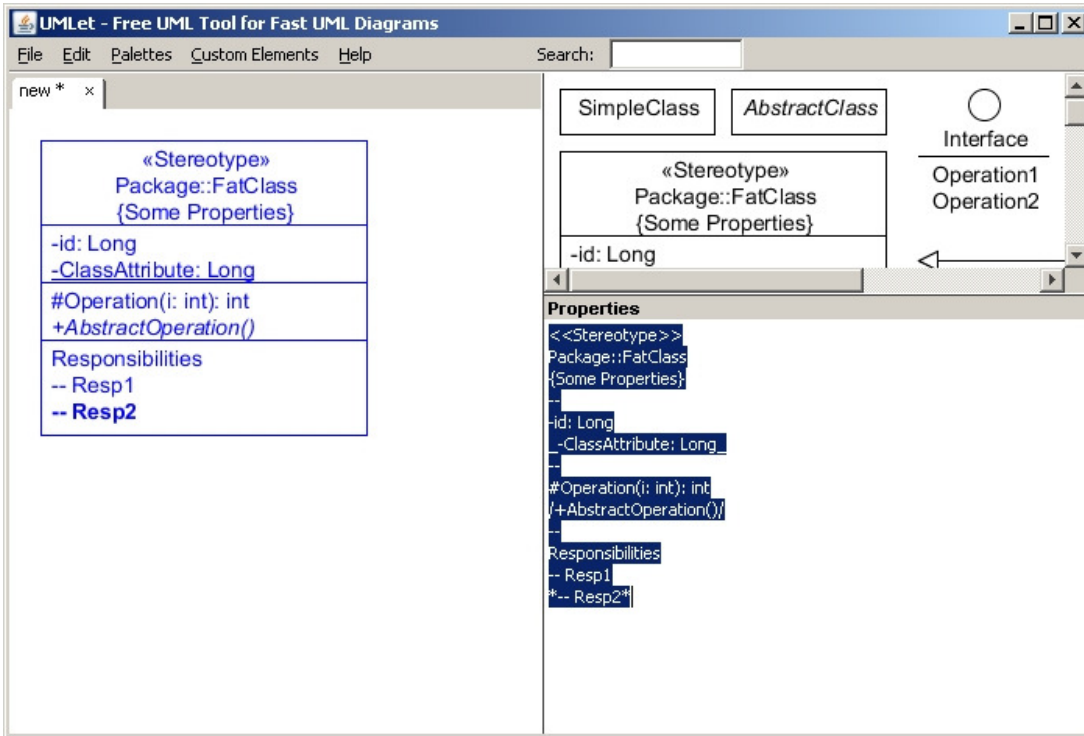 UMLet - Free UML Tool for Fast UML Diagrams
File Edit Palettes Custom Elements Help Search:
new * x
«Stereotype»
Package::FatClass
{Some Properties}
-id: Long
-ClassAttribute: Long
#Operation(i: int): int
+AbstractOperation()
Responsibilities
-- Resp1
-- Resp2
SimpleClass
AbstractClass
Interface
Operation1
Operation2
«Stereotype»
Package::FatClass
{Some Properties}
-id: Long
Properties
<<Stereotype>>
Package::FatClass
{Some Properties}
--
-id: Long
_-ClassAttribute: Long_
--
#Operation(i: int): int
/+AbstractOperation()/
--
Responsibilities
-- Resp1
*-- Resp2*